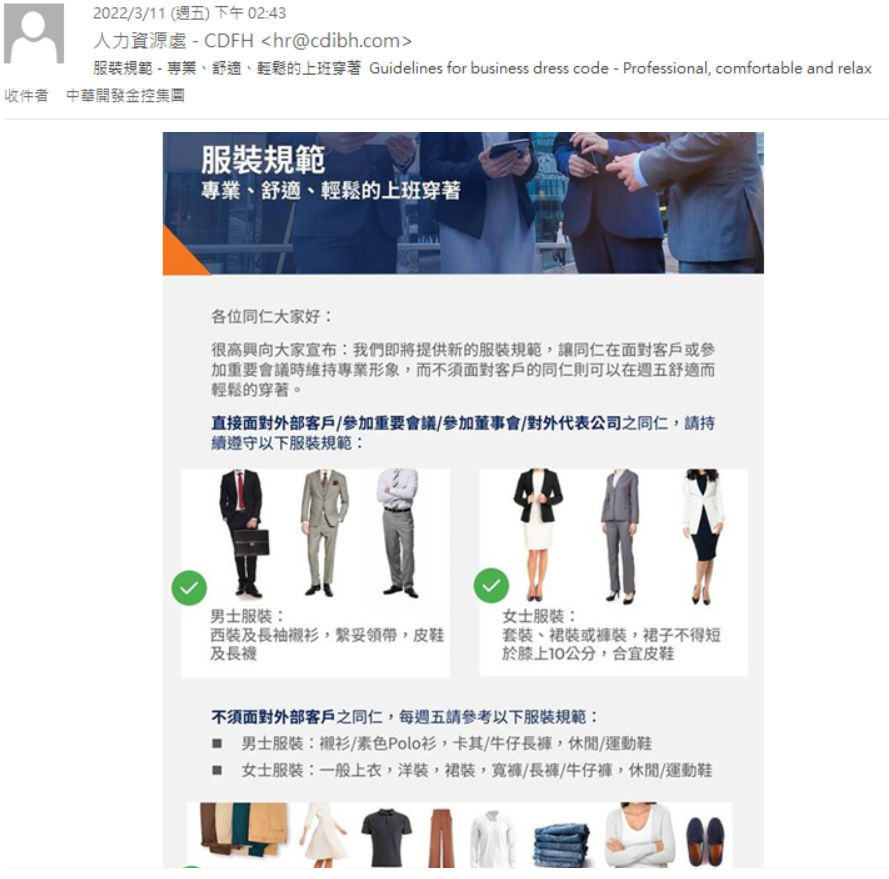 2022/3/11 (週五) 下午 02:43
人力資源處 - CDFH <hr@cdibh.com>
服裝規範 - 專業、舒適、輕鬆的上班穿著 Guidelines for business dress code - Professional, comfortable and relax
收件者 中華開發金控集團
服裝規範
專業、舒適、輕鬆的上班穿著
各位同仁大家好：
很高興向大家宣布：我們即將提供新的服裝規範，讓同仁在面對客戶或參
加重要會議時維持專業形象，而不須面對客戶的同仁則可以在週五舒適而
輕鬆的穿著。
直接面對外部客戶/參加重要會議/參加董事會/對外代表公司之同仁，請持
續遵守以下服裝規範：
男士服裝：
西裝及長袖襯衫，繫妥領帶，皮鞋
及長襪
女士服裝：
套裝、裙裝或褲裝，裙子不得短
於膝上10公分，合宜皮鞋
不須面對外部客戶之同仁，每週五請參考以下服裝規範：
■ 男士服裝：襯衫/素色Polo衫，卡其/牛仔長褲，休閒/運動鞋
■ 女士服裝：一般上衣，洋裝，裙裝，寬褲/長褲/牛仔褲，休閒/運動鞋